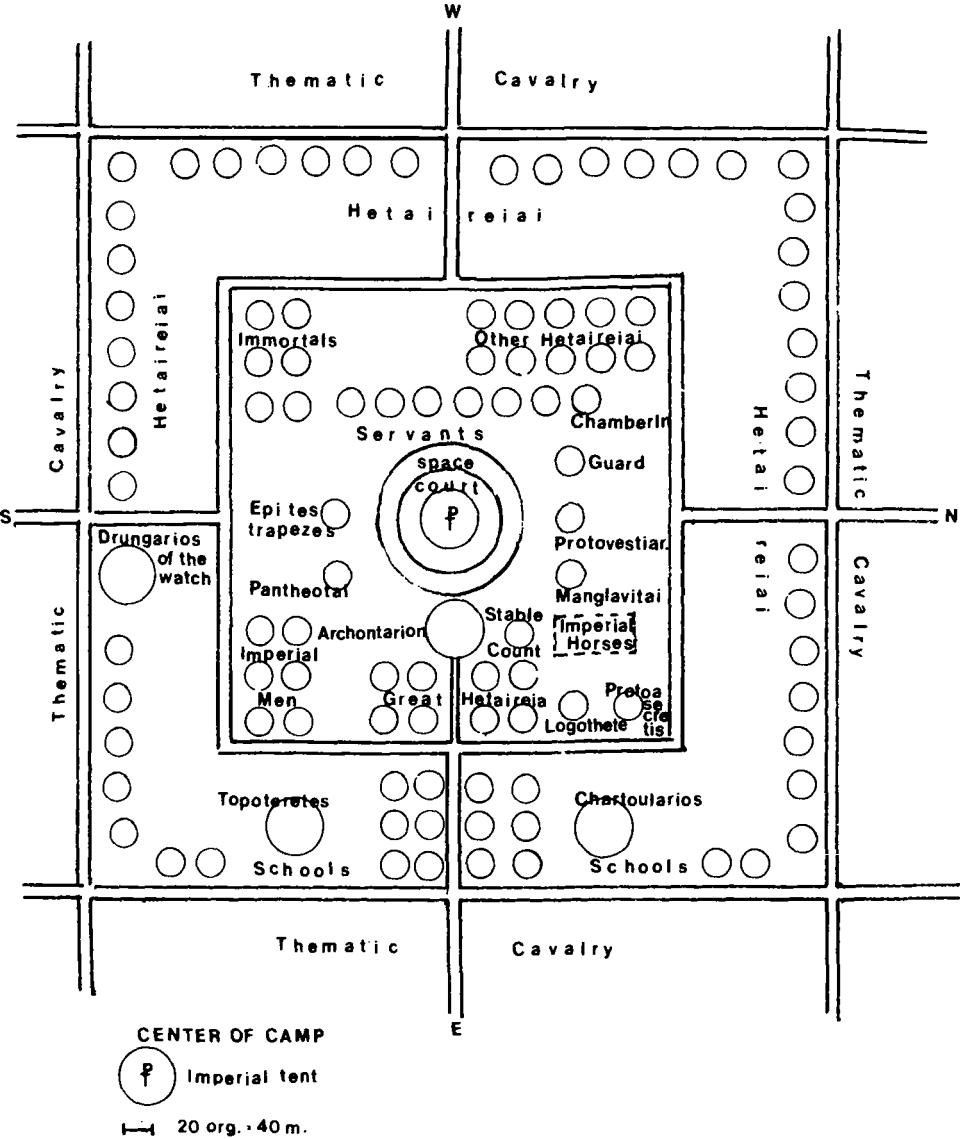 W
Thematic Cavalry
Hetai reiai
Hetaireiai
Immortals
Other Hetaireiai
Cavalry
Thematic
Servants
Chamberln
space
court
Guard
Hetai
S
Epi tes
trapezes
N
Drungarios
of the
watch
Protovestiar.
reiai
Pantheotai
Manglavitai
Cavalry
Archontarion
Stable
Count
Imperial
Horses
Imperial
Men
Great Hetaireia
Protoa
se
cre
tis
Logothete
Thematic
Topoteretes
Chartoularios
Schools
Schools
Thematic Cavalry
E
CENTER OF CAMP
Imperial tent
20 org. = 40 m.